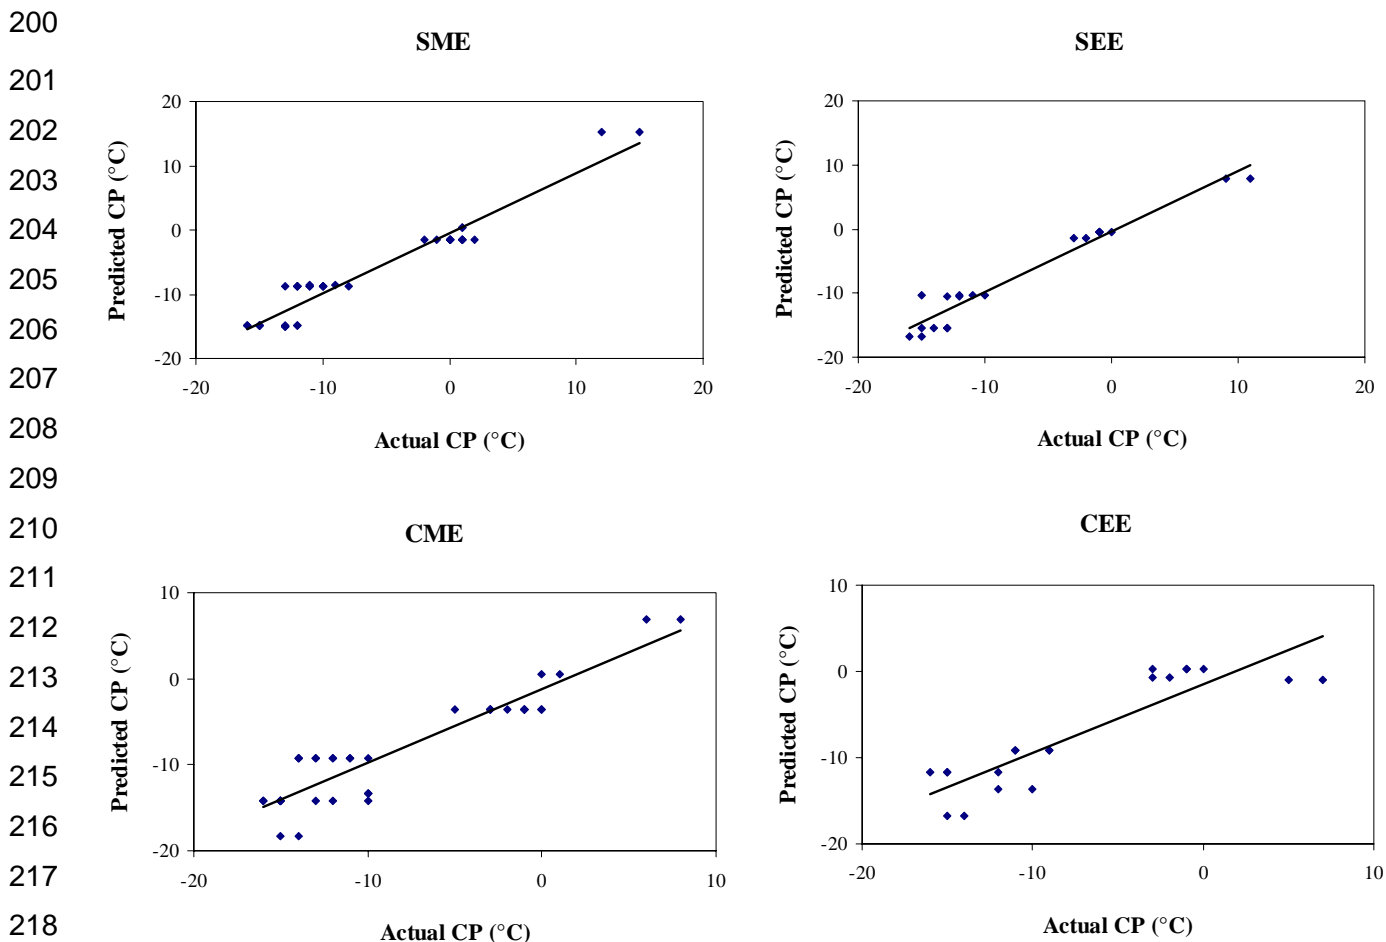 200
SME
SEE
201
20
20
202
203
10
10
204
0
0
205
-10
-10
206
-20
-20
207
-20 -10 0 10 20
-20 -10 0 10 20
208
Actual CP (°C)
Actual CP (°C)
Predicted CP (°C)
Predicted CP (°C)
209
210
CME
CEE
211
10
10
212
213
0
0
214
215
-10
-10
216
-20
-20
217
-20 -10 0 10
-20 -10 0 10
218
Actual CP (°C)
Actual CP (°C)
Predicted CP (°C)
Predicted CP (°C)